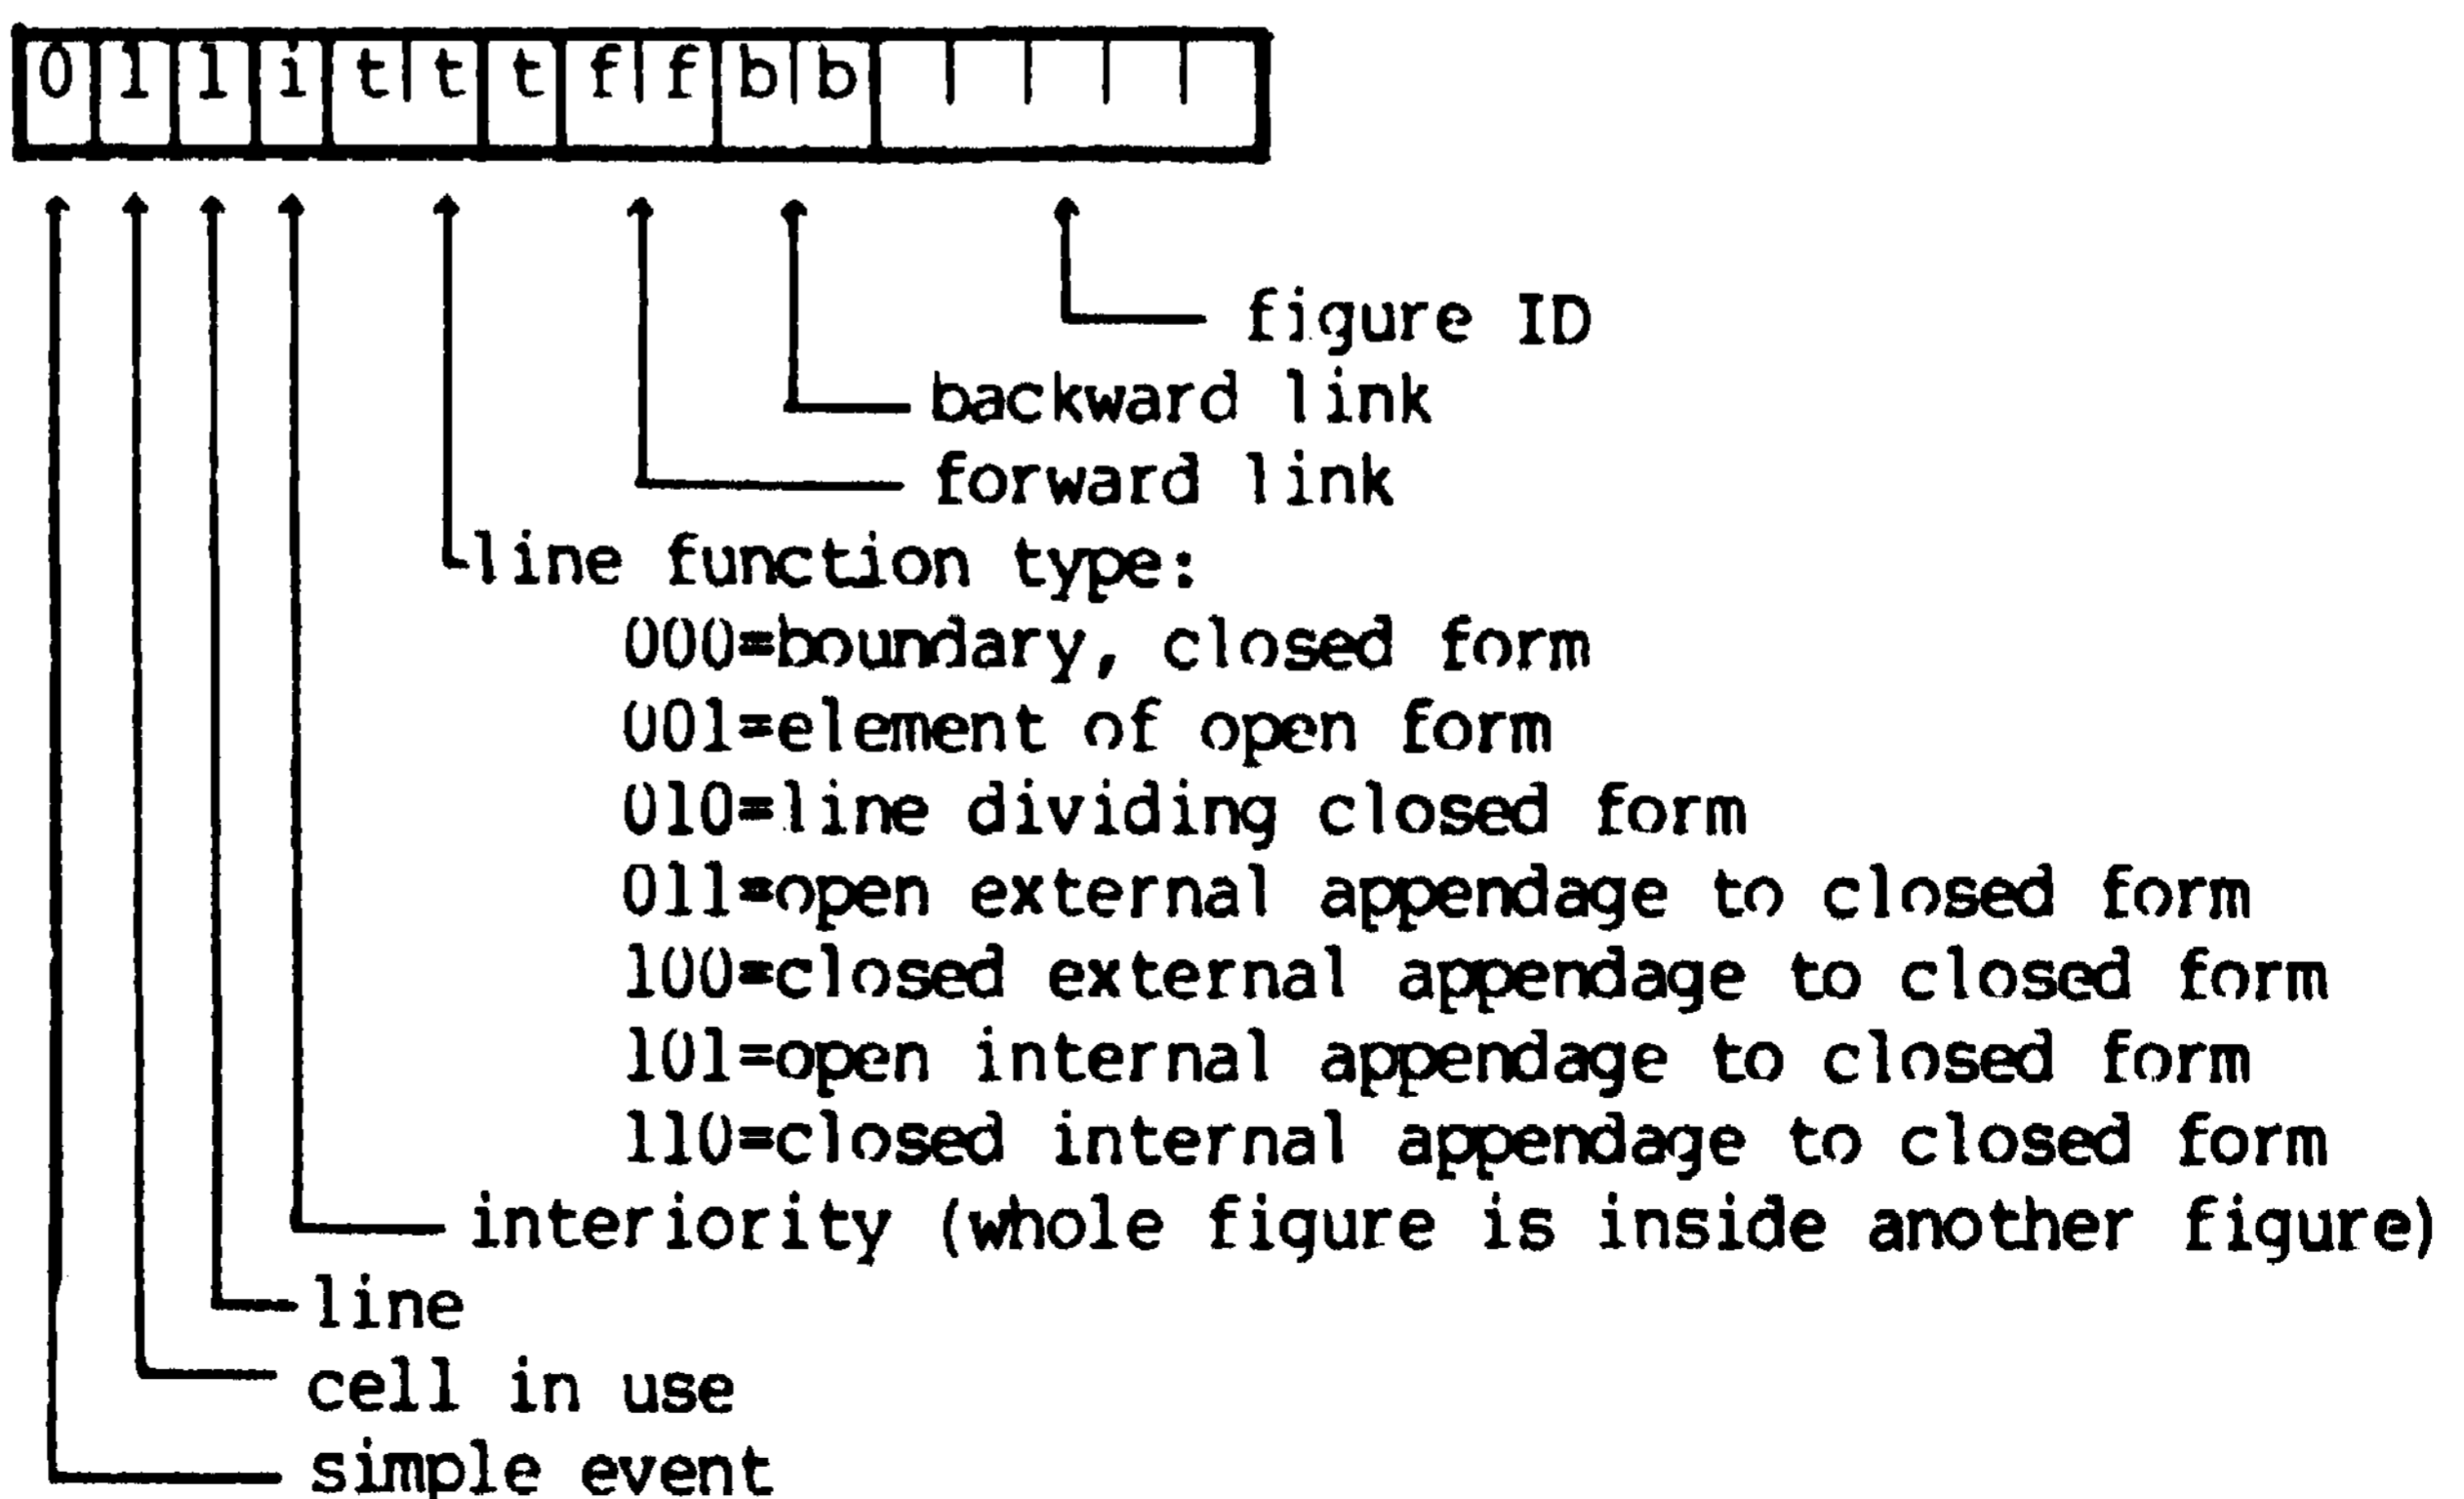 0 1 1 i t t t f f b b
figure ID
backward link
forward link
line function type:
000=boundary, closed form
001=element of open form
010=line dividing closed form
011=open external appendage to closed form
100=closed external appendage to closed form
101=open internal appendage to closed form
110=closed internal appendage to closed form
interiority (whole figure is inside another figure)
line
cell in use
simple event